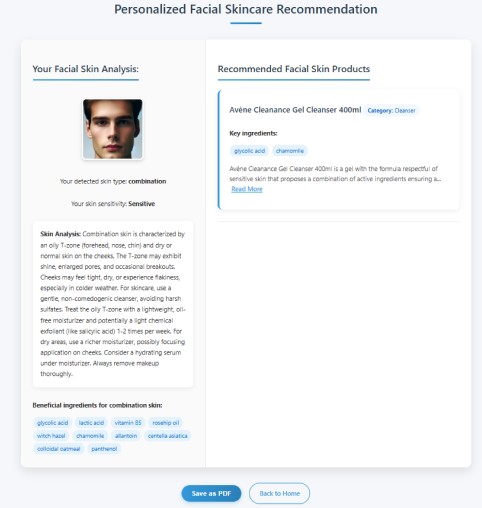 Personalized Facial Skincare Recommendation
Your Facial Skin Analysis:
Your detected skin type: combination
Your skin sensitivity: Sensitive
Skin Analysis: Combination skin is characterized by
an oily T-zone (forehead, nose, chin) and dry or
normal skin on the cheeks. The T-zone may exhibit
shine, enlarged pores, and occasional breakouts.
Cheeks may feel tight, dry, or experience flakiness,
especially in colder weather. For skincare, use a
gentle, non-comedogenic cleanser, avoiding harsh
sulfates. Treat the oily T-zone with a lightweight, oil-
free moisturizer and potentially a light chemical
exfoliant (like salicylic acid) 1-2 times per week. For
dry areas, use a richer moisturizer, possibly focusing
application on cheeks. Consider a hydrating serum
under moisturizer. Always remove makeup
thoroughly.
Beneficial ingredients for combination skin:
glycolic acid lactic acid vitamin B5 rosehip oil
witch hazel chamomile allantoin centella asiatica
colloidal oatmeal panthenol
Recommended Facial Skin Products
Avène Cleanance Gel Cleanser 400ml Category: Cleanser
Key ingredients:
glycolic acid chamomile
Avène Cleanance Gel Cleanser 400ml is a gel with the formula respectful of
sensitive skin that proposes a combination of active ingredients ensuring a...
Read More
Save as PDF Back to Home